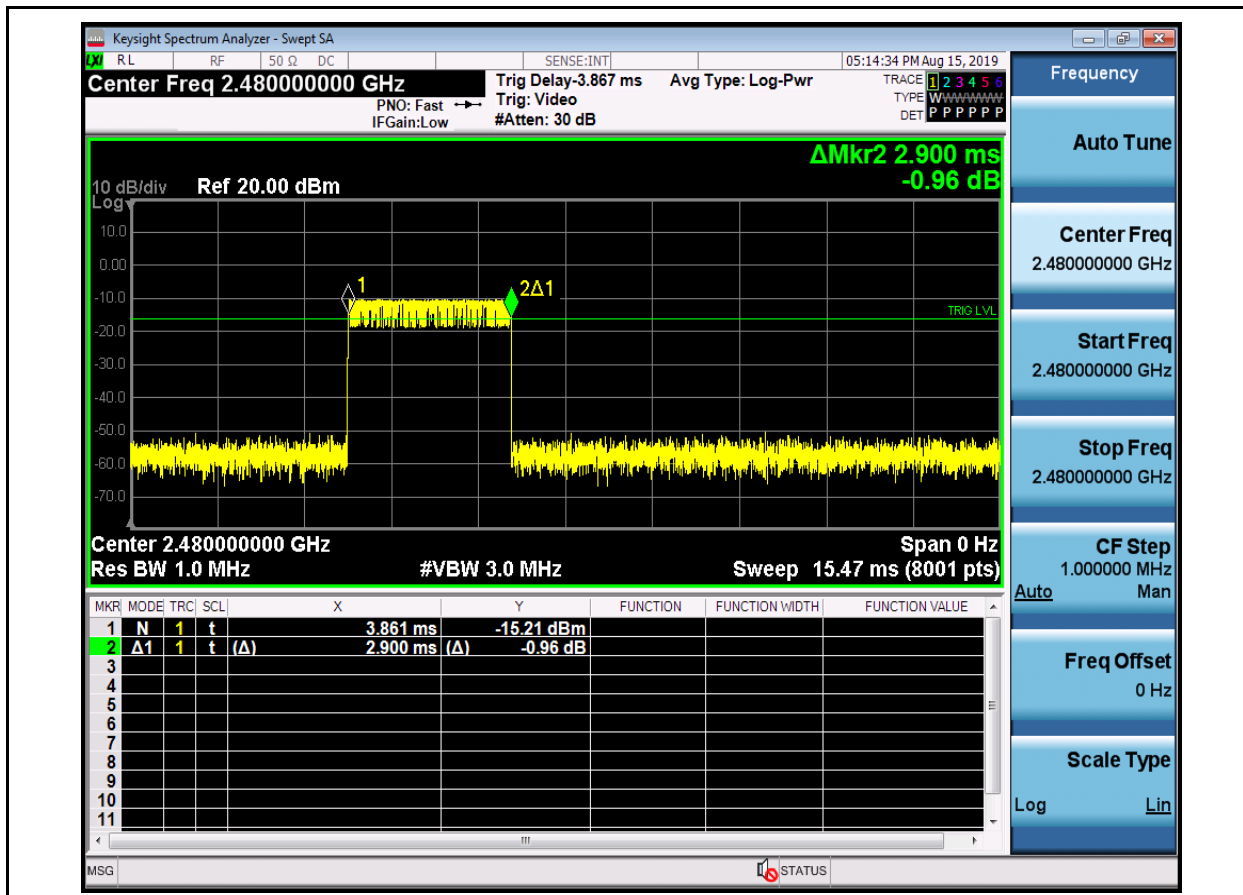 Keysight Spectrum Analyzer - Swept SA
LXI RL RF 50 Ω DC SENSE:INT 05:14:34 PM Aug 15, 2019
Center Freq 2.480000000 GHz
PNO: Fast
IFGain:Low
Trig Delay-3.867 ms
Trig: Video
#Atten: 30 dB
Avg Type: Log-Pwr
TRACE 1 2 3 4 5 6
TYPE WWWWWW
DET P P P P P P
ΔMkr2 2.900 ms
-0.96 dB
10 dB/div Ref 20.00 dBm
Log
10.0
0.00
-10.0
-20.0
-30.0
-40.0
-50.0
-60.0
-70.0
1
2Δ1
TRIG LVL
Center 2.480000000 GHz Span 0 Hz
Res BW 1.0 MHz #VBW 3.0 MHz Sweep 15.47 ms (8001 pts)
MKR MODE TRC SCL X Y FUNCTION FUNCTION WIDTH FUNCTION VALUE
1 N 1 t 3.861 ms -15.21 dBm
2 Δ1 1 t (Δ) 2.900 ms (Δ) -0.96 dB
3
4
5
6
7
8
9
10
11
MSG STATUS
Frequency
Auto Tune
Center Freq
2.480000000 GHz
Start Freq
2.480000000 GHz
Stop Freq
2.480000000 GHz
CF Step
1.000000 MHz
Auto Man
Freq Offset
0 Hz
Scale Type
Log Lin